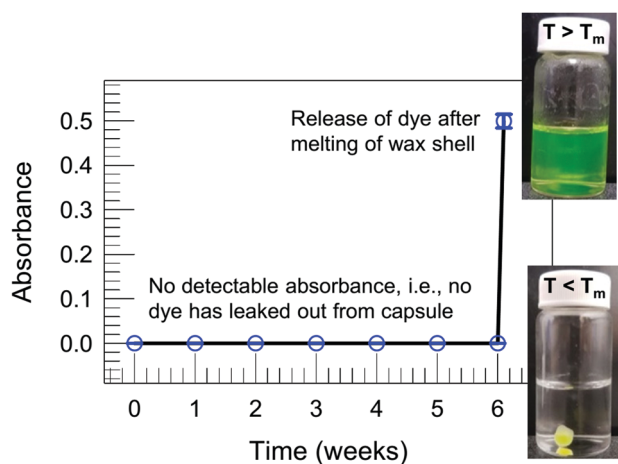 T > Tm
Absorbance
0.5
0.4
0.3
0.2
0.1
0.0
Release of dye after
melting of wax shell
No detectable absorbance, i.e., no
dye has leaked out from capsule
T < Tm
0 1 2 3 4 5 6
Time (weeks)